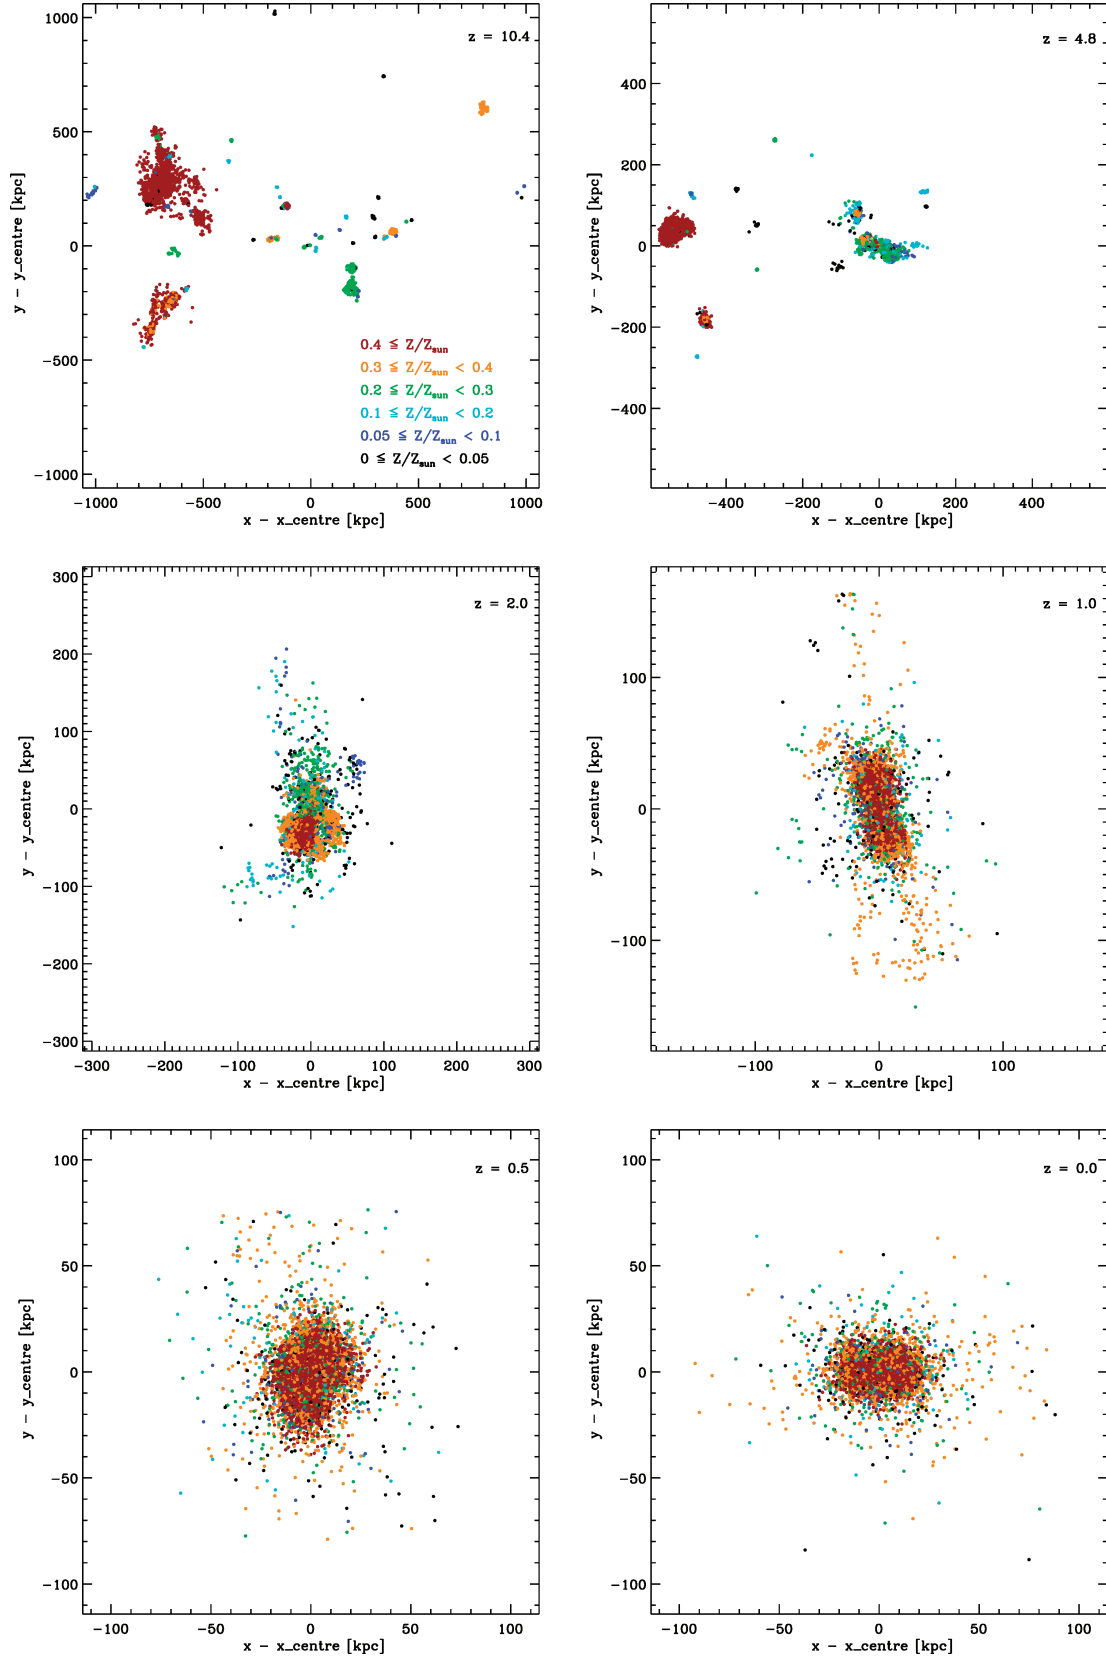 z = 10.4
1000
500
0
−500
−1000
y − y_centre [kpc]
0.4 ≦ Z/Z_sun
0.3 ≦ Z/Z_sun < 0.4
0.2 ≦ Z/Z_sun < 0.3
0.1 ≦ Z/Z_sun < 0.2
0.05 ≦ Z/Z_sun < 0.1
0 ≦ Z/Z_sun < 0.05
−1000 −500 0 500 1000
x − x_centre [kpc]
z = 4.8
400
200
0
−200
−400
y − y_centre [kpc]
−400 −200 0 200 400
x − x_centre [kpc]
z = 2.0
300
200
100
0
−100
−200
−300
y − y_centre [kpc]
−300 −200 −100 0 100 200 300
x − x_centre [kpc]
z = 1.0
100
0
−100
y − y_centre [kpc]
−100 0 100
x − x_centre [kpc]
z = 0.5
100
50
0
−50
−100
y − y_centre [kpc]
−100 −50 0 50 100
x − x_centre [kpc]
z = 0.0
100
50
0
−50
−100
y − y_centre [kpc]
−100 −50 0 50 100
x − x_centre [kpc]